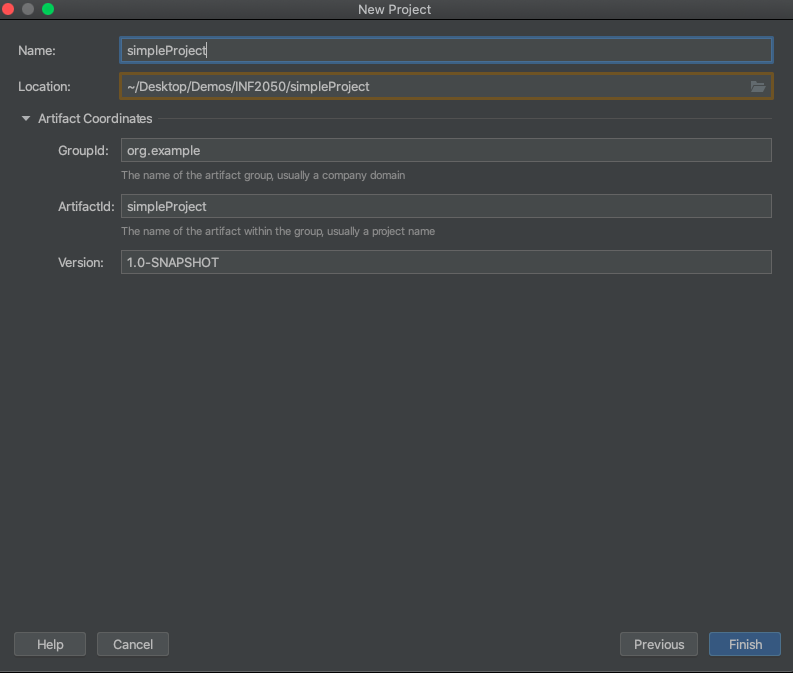 New Project
Name: simpleProject
Location: ~/Desktop/Demos/INF2050/simpleProject
Artifact Coordinates
GroupId: org.example
The name of the artifact group, usually a company domain
ArtifactId: simpleProject
The name of the artifact within the group, usually a project name
Version: 1.0-SNAPSHOT
Help Cancel Previous Finish